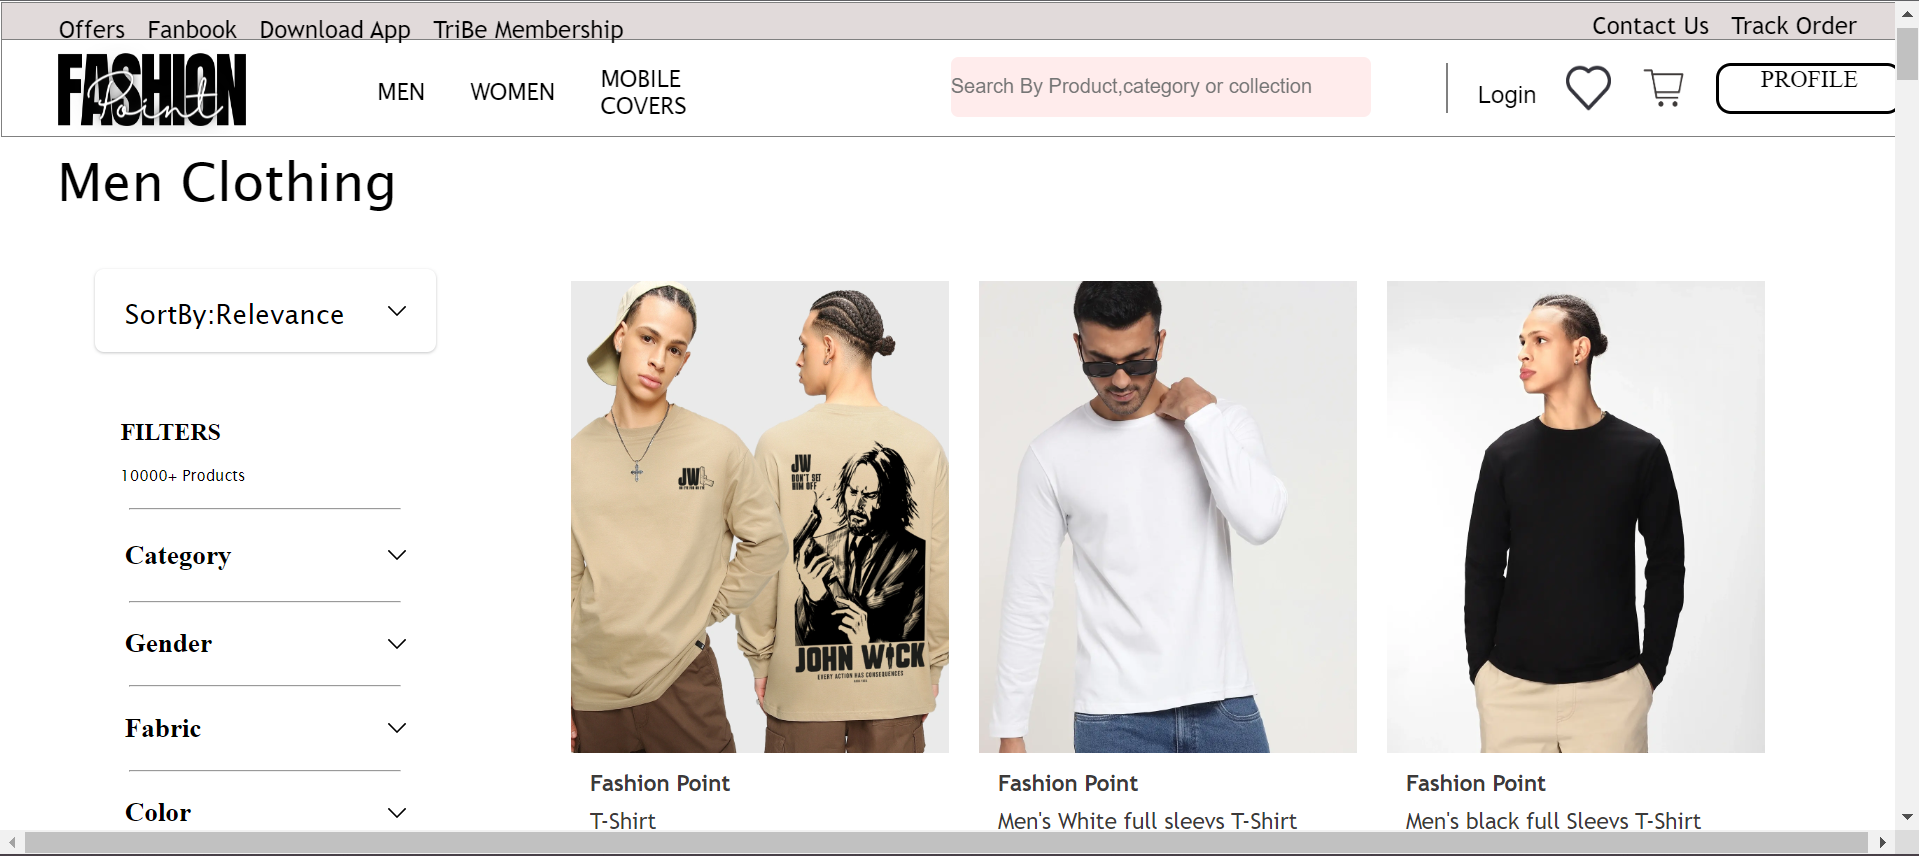 Offers Fanbook Download App TriBe Membership Contact Us Track Order
FASHION
Point
MEN WOMEN MOBILE COVERS
Search By Product,category or collection
Login
PROFILE
Men Clothing
SortBy:Relevance
FILTERS
10000+ Products
Category
Gender
Fabric
Color
JW
JW
DON'T SET
HIM OFF
JOHN WICK
EVERY ACTION HAS CONSEQUENCES
Fashion Point
T-Shirt
Fashion Point
Men's White full sleevs T-Shirt
Fashion Point
Men's black full Sleevs T-Shirt